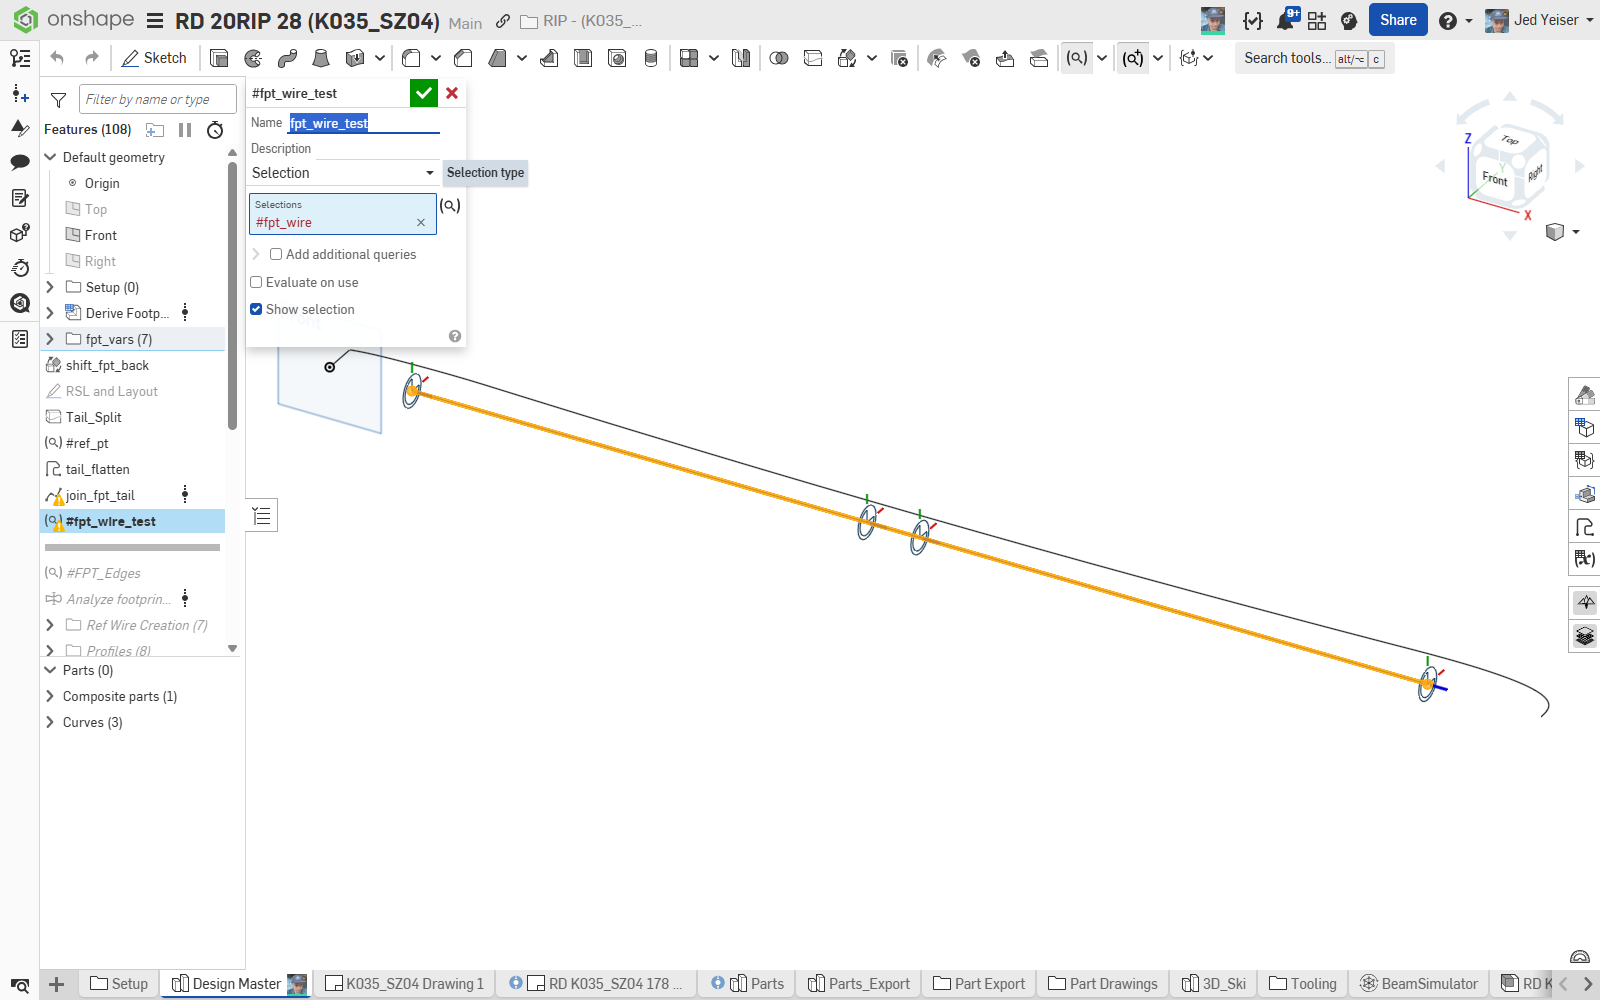 onshape
RD 20RIP 28 (K035_SZ04) Main
RIP - (K035_...
9+
Share
Jed Yeiser
Sketch
Search tools... alt/⌥ c
Filter by name or type
Features (108)
Default geometry
Origin
Top
Front
Right
Setup (0)
Derive Footp...
fpt_vars (7)
shift_fpt_back
RSL and Layout
Tail_Split
#ref_pt
tail_flatten
join_fpt_tail
#fpt_wire_test
#FPT_Edges
Analyze footprin...
Ref Wire Creation (7)
Profiles (8)
Parts (0)
Composite parts (1)
Curves (3)
#fpt_wire_test
Name fpt_wire_test
Description
Selection
Selection type
Selections
#fpt_wire
Add additional queries
Evaluate on use
Show selection
Z
Top
Y
Front
Right
X
Setup
Design Master
K035_SZ04 Drawing 1
RD K035_SZ04 178 ...
Parts
Parts_Export
Part Export
Part Drawings
3D_Ski
Tooling
BeamSimulator
RD K